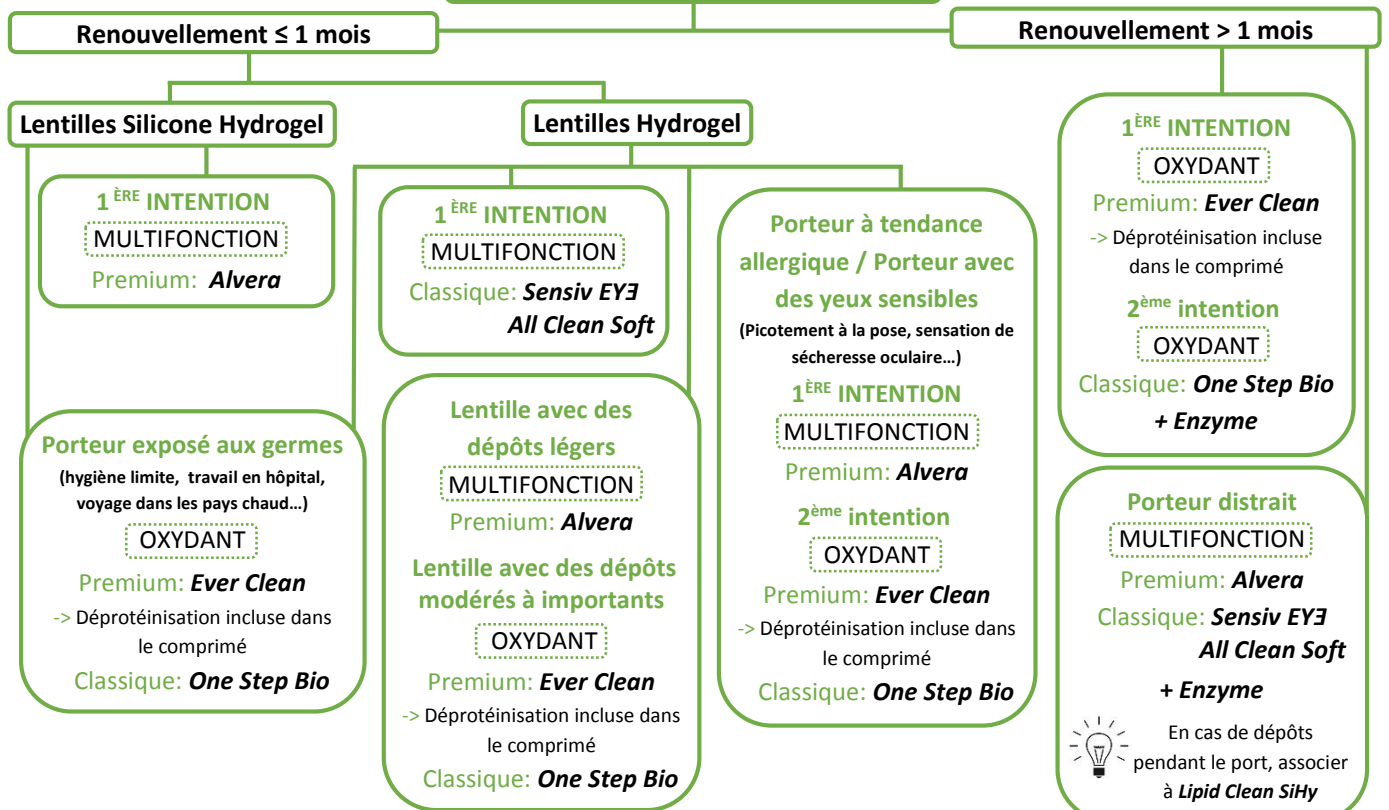 Renouvellement ≤ 1 mois
Renouvellement > 1 mois
Lentilles Silicone Hydrogel
Lentilles Hydrogel
1 ÈRE INTENTION
MULTIFONCTION
Premium: Alvera
Porteur exposé aux germes
(hygiène limite, travail en hôpital,
voyage dans les pays chaud…)
OXYDANT
Premium: Ever Clean
-> Déprotéinisation incluse dans
le comprimé
Classique: One Step Bio
1 ÈRE INTENTION
MULTIFONCTION
Classique: Sensiv EYƎ
All Clean Soft
Lentille avec des
dépôts légers
MULTIFONCTION
Premium: Alvera
Lentille avec des dépôts
modérés à importants
OXYDANT
Premium: Ever Clean
-> Déprotéinisation incluse dans
le comprimé
Classique: One Step Bio
Porteur à tendance
allergique / Porteur avec
des yeux sensibles
(Picotement à la pose, sensation de
sécheresse oculaire…)
1ÈRE INTENTION
MULTIFONCTION
Premium: Alvera
2ème intention
OXYDANT
Premium: Ever Clean
-> Déprotéinisation incluse dans
le comprimé
Classique: One Step Bio
1ÈRE INTENTION
OXYDANT
Premium: Ever Clean
-> Déprotéinisation incluse
dans le comprimé
2ème intention
OXYDANT
Classique: One Step Bio
+ Enzyme
Porteur distrait
MULTIFONCTION
Premium: Alvera
Classique: Sensiv EYƎ
All Clean Soft
+ Enzyme
En cas de dépôts
pendant le port, associer
à Lipid Clean SiHy